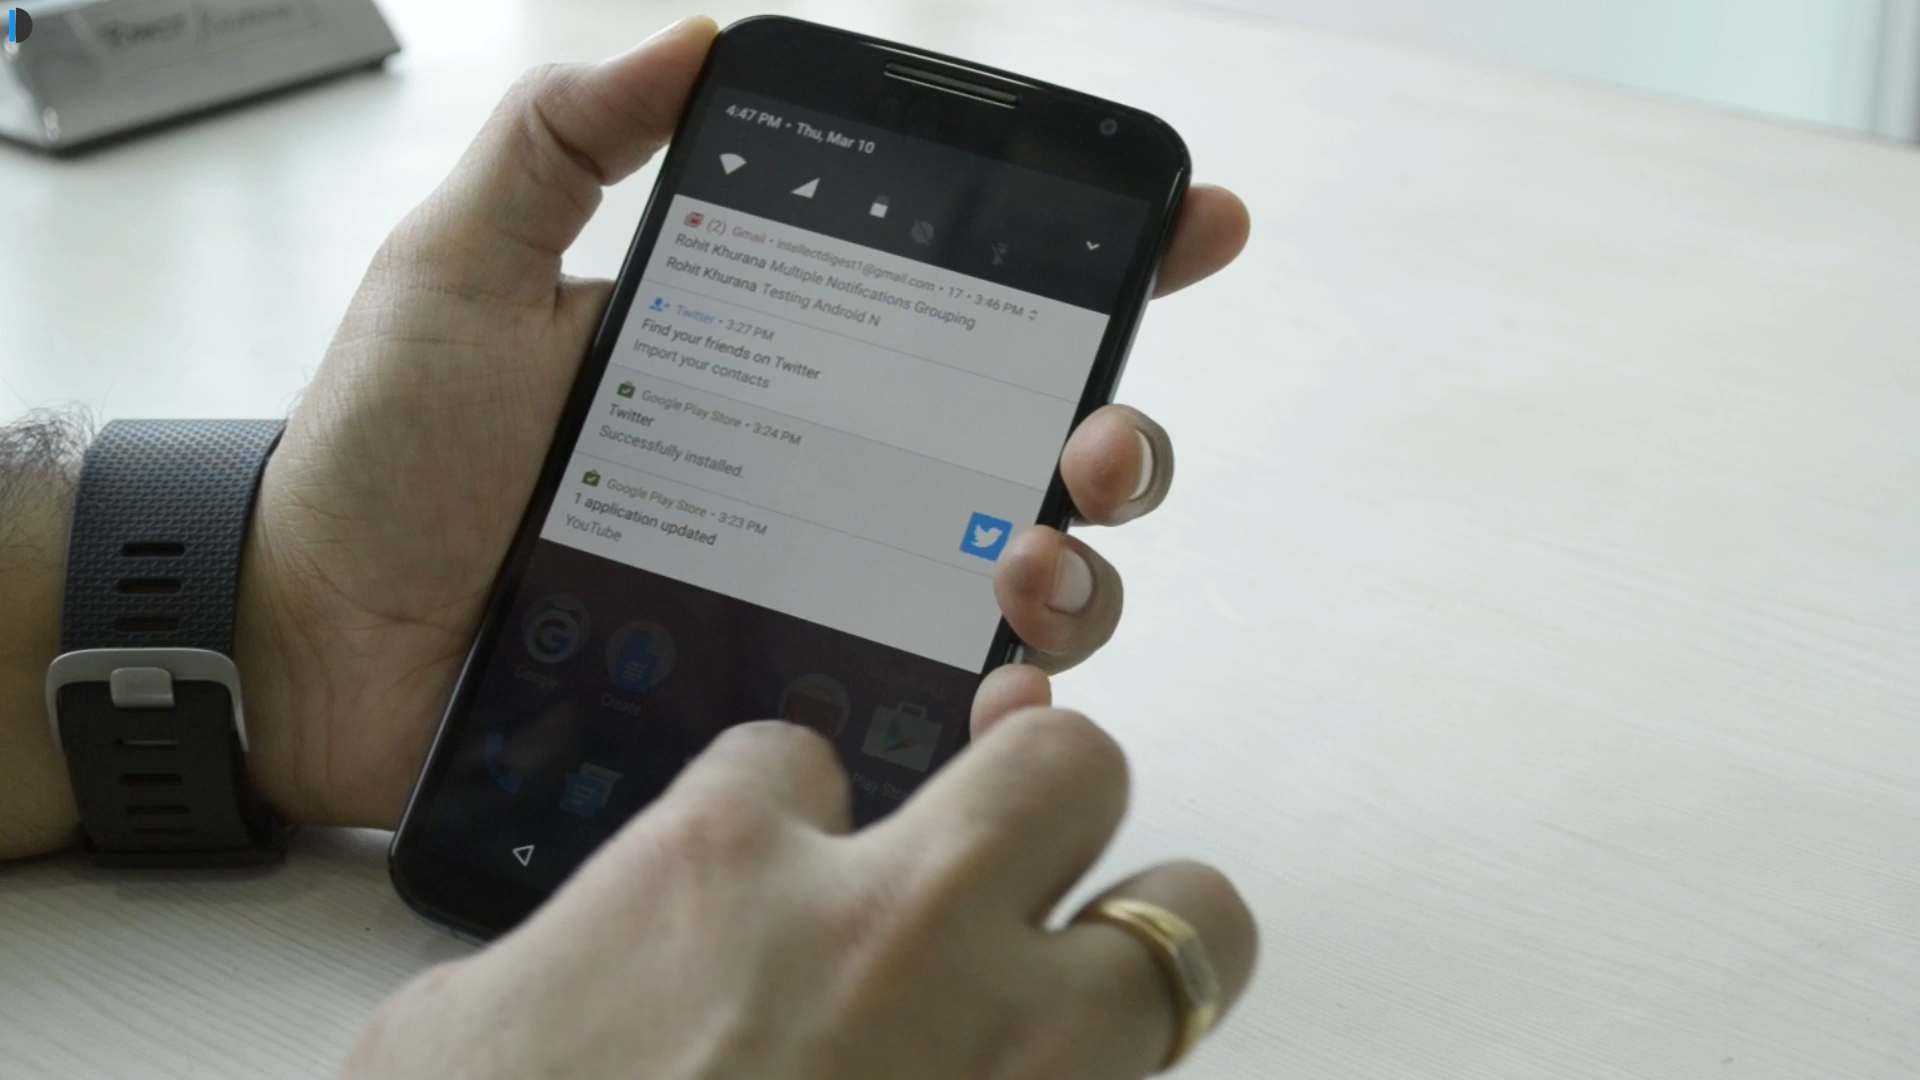 4:47 PM • Thu, Mar 10
(2) Gmail • intellectdigest1@gmail.com • 17 • 3:46 PM
Rohit Khurana Multiple Notifications Grouping
Rohit Khurana Testing Android N
Twitter • 3:27 PM
Find your friends on Twitter
Import your contacts
Google Play Store • 3:24 PM
Twitter
Successfully installed.
Google Play Store • 3:23 PM
1 application updated
YouTube
Google
Create
Play Store